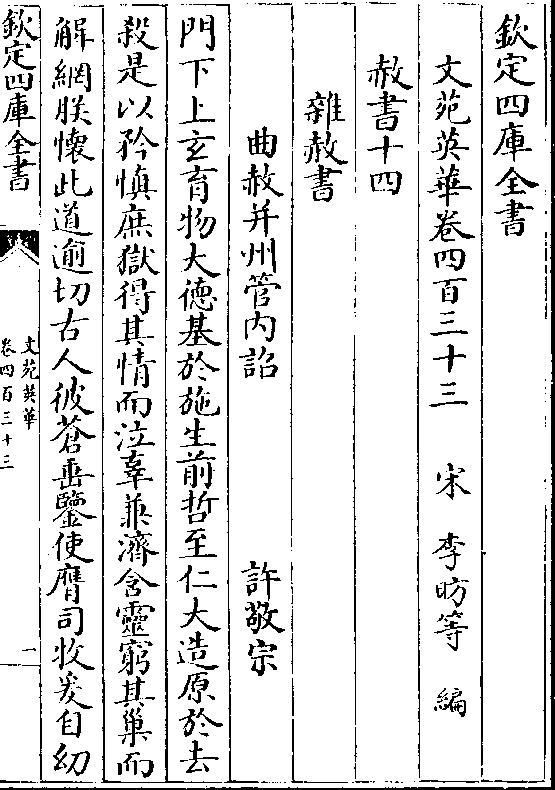 欽定四庫全書
文苑英華卷四百三十三 宋 李昉等 編
赦書十四
雜赦書
曲赦并州管内詔 許敬宗
門下上玄育物大德基於施生前哲至仁大造原於去
殺是以矜慎庶獄得其情而泣辜兼濟含靈窮其巢而
解網朕懷此道逾切古人彼蒼垂鑒使膺司牧爰自幼
欽定四庫全書
文苑英華
卷四百三十三
一